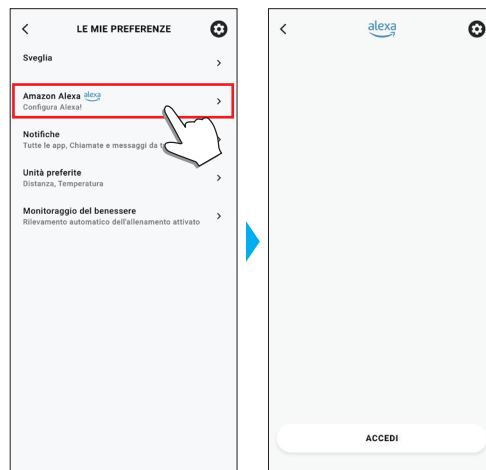 LE MIE PREFERENZE
Sveglia
Amazon Alexa alexa
Configura Alexa!
Notifiche
Tutte le app, Chiamate e messaggi da t
Unità preferite
Distanza, Temperatura
Monitoraggio del benessere
Rilevamento automatico dell'allenamento attivato
alexa
ACCEDI